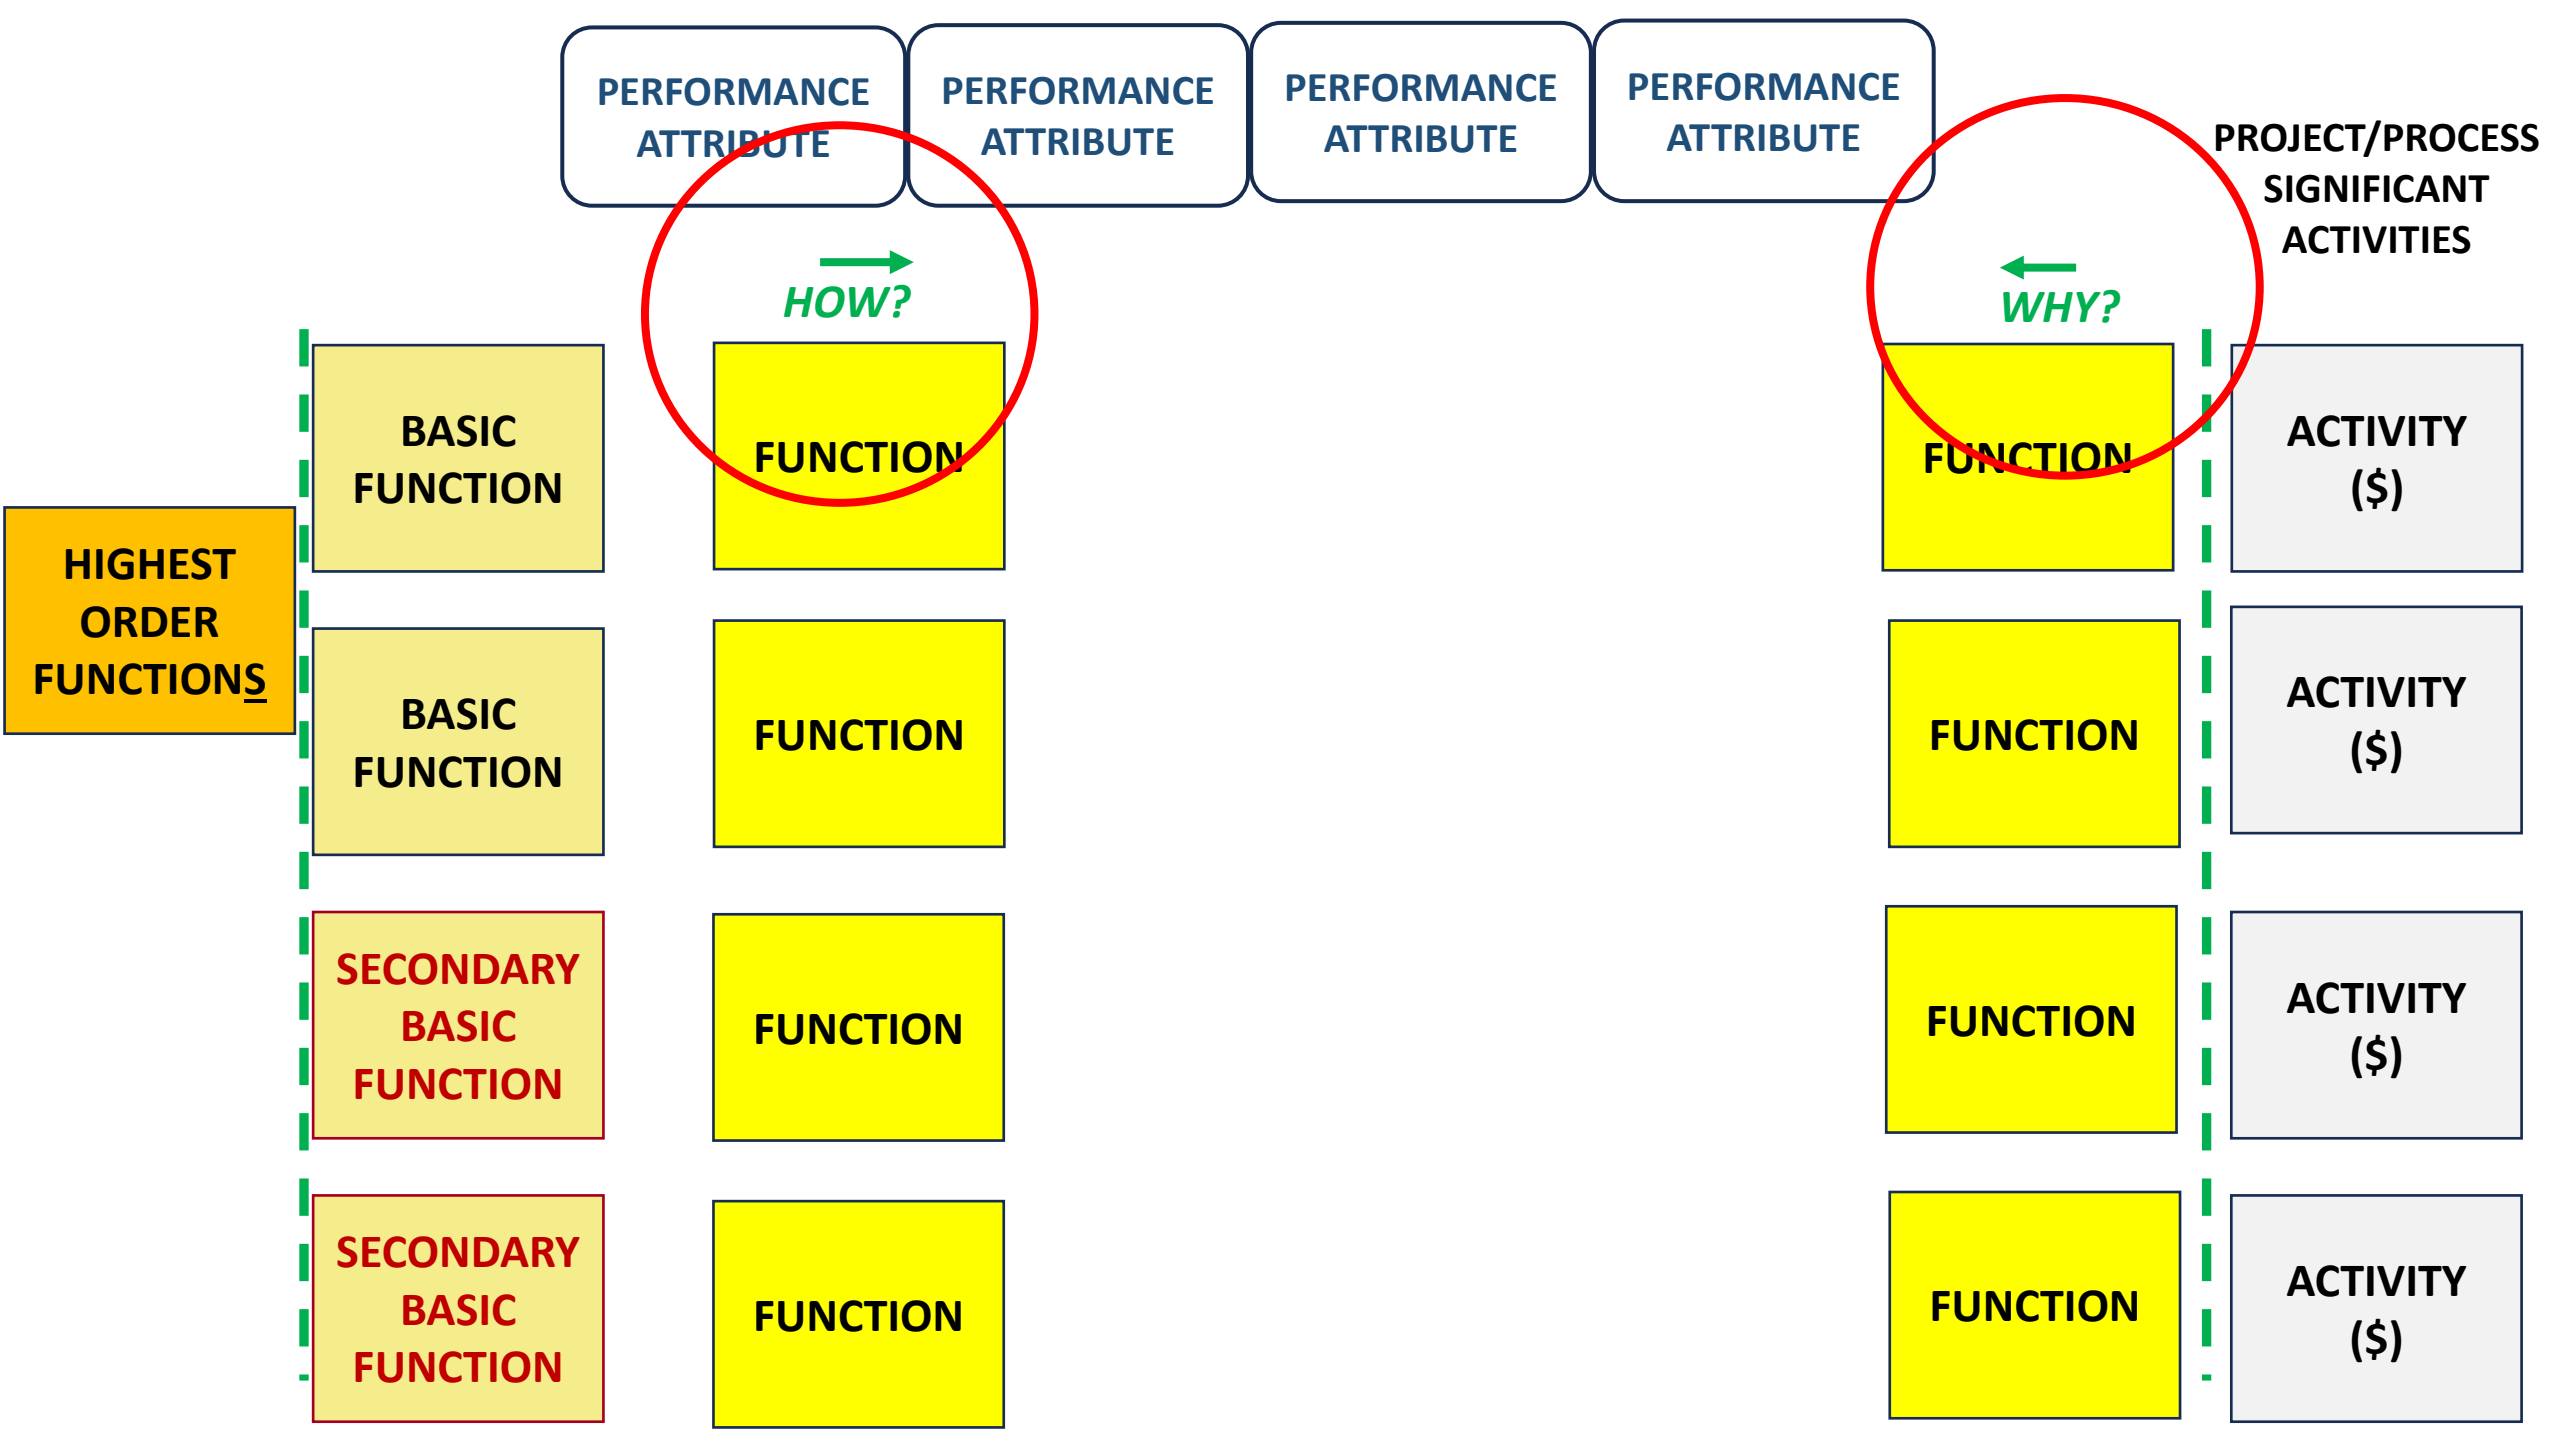 PERFORMANCE
ATTRIBUTE
PERFORMANCE
ATTRIBUTE
PERFORMANCE
ATTRIBUTE
PERFORMANCE
ATTRIBUTE
PROJECT/PROCESS
SIGNIFICANT
ACTIVITIES
HOW?
WHY?
HIGHEST
ORDER
FUNCTIONS
BASIC
FUNCTION
FUNCTION
FUNCTION
ACTIVITY
($)
BASIC
FUNCTION
FUNCTION
FUNCTION
ACTIVITY
($)
SECONDARY
BASIC
FUNCTION
FUNCTION
FUNCTION
ACTIVITY
($)
SECONDARY
BASIC
FUNCTION
FUNCTION
FUNCTION
ACTIVITY
($)